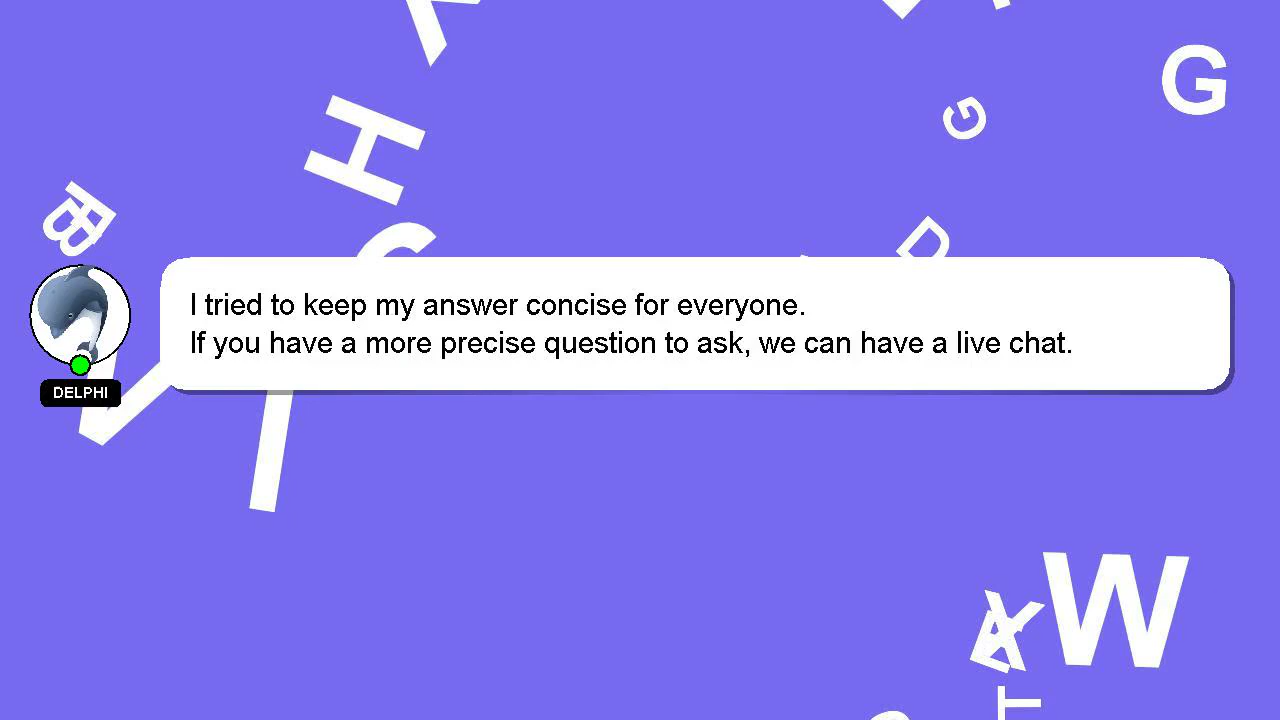 H
G
G
B
D
I tried to keep my answer concise for everyone.
If you have a more precise question to ask, we can have a live chat.
DELPHI
W
T